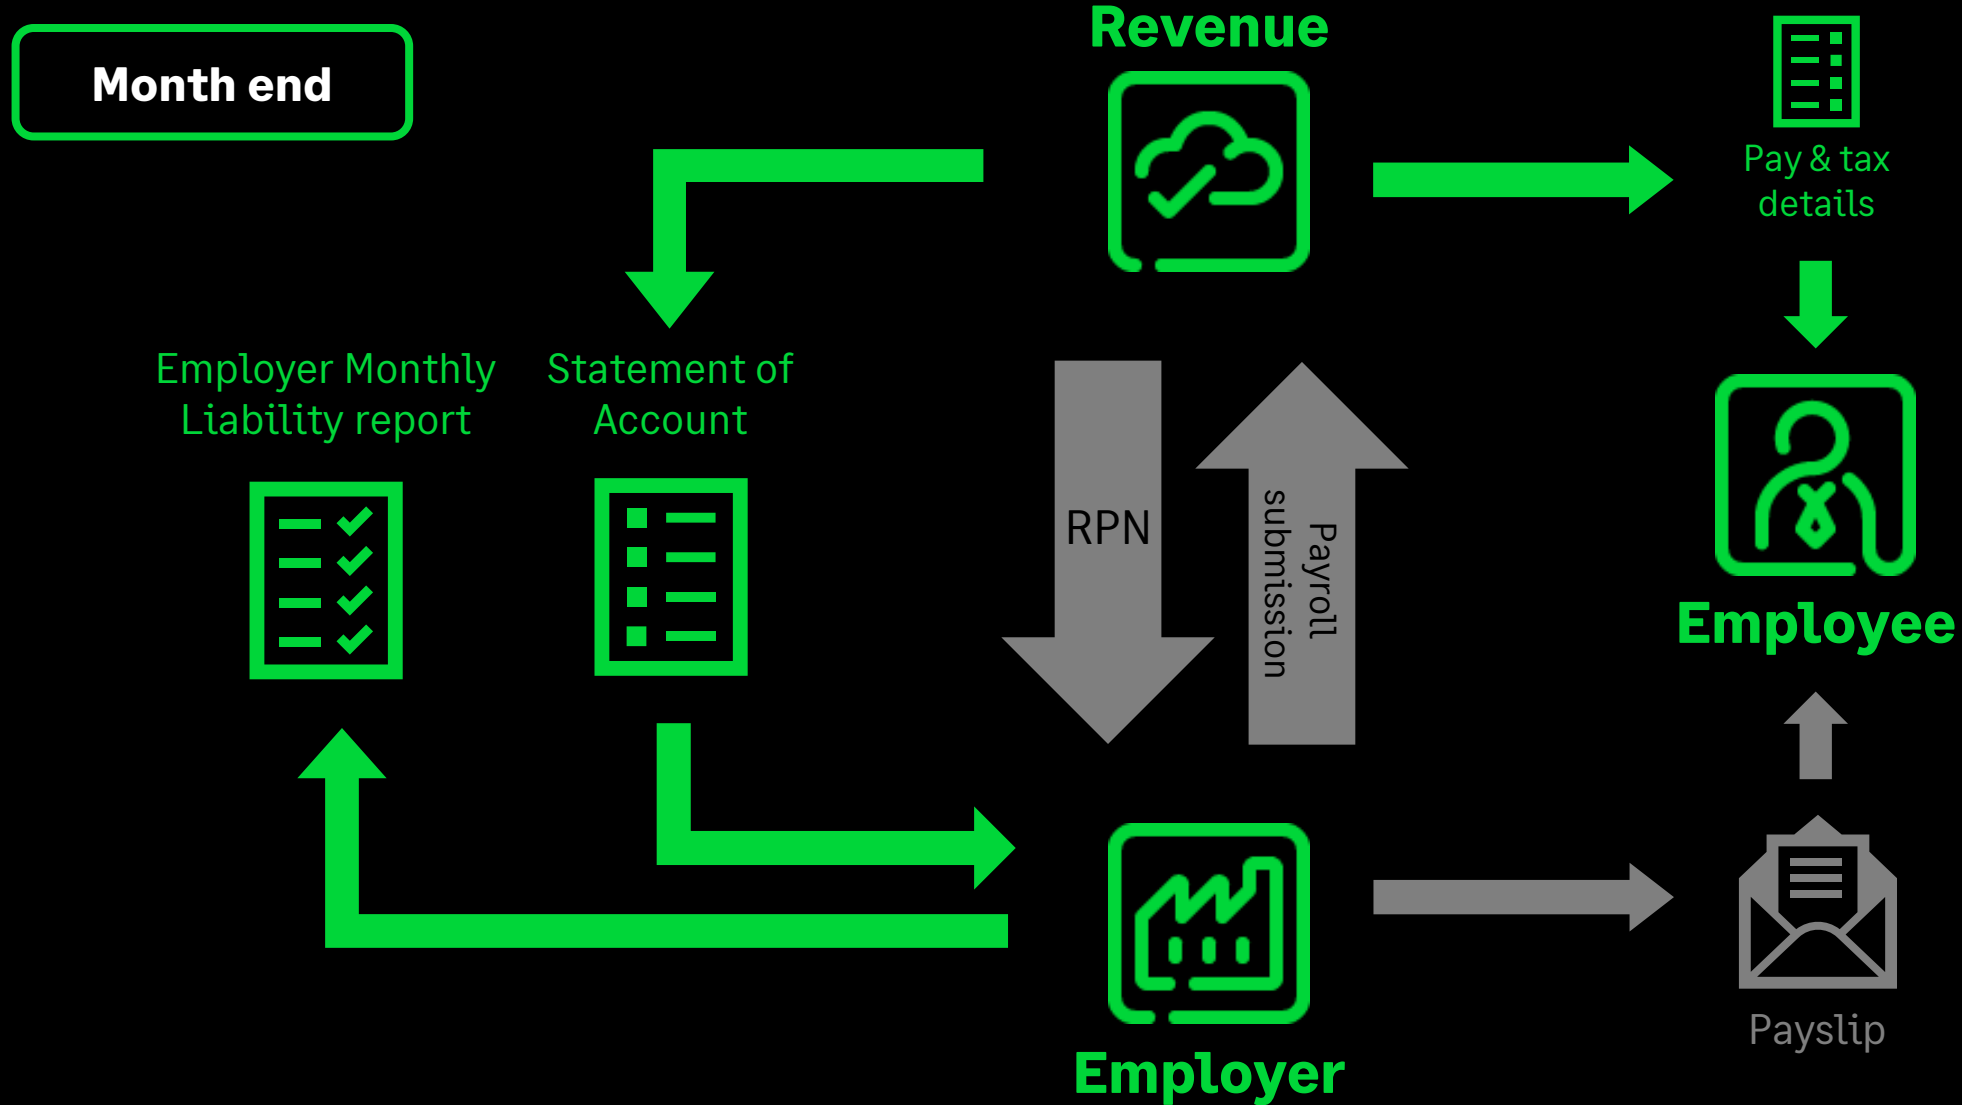 Month end
Revenue
Pay & tax
details
Employer Monthly
Liability report
Statement of
Account
RPN
Payroll
submission
Employee
Payslip
Employer